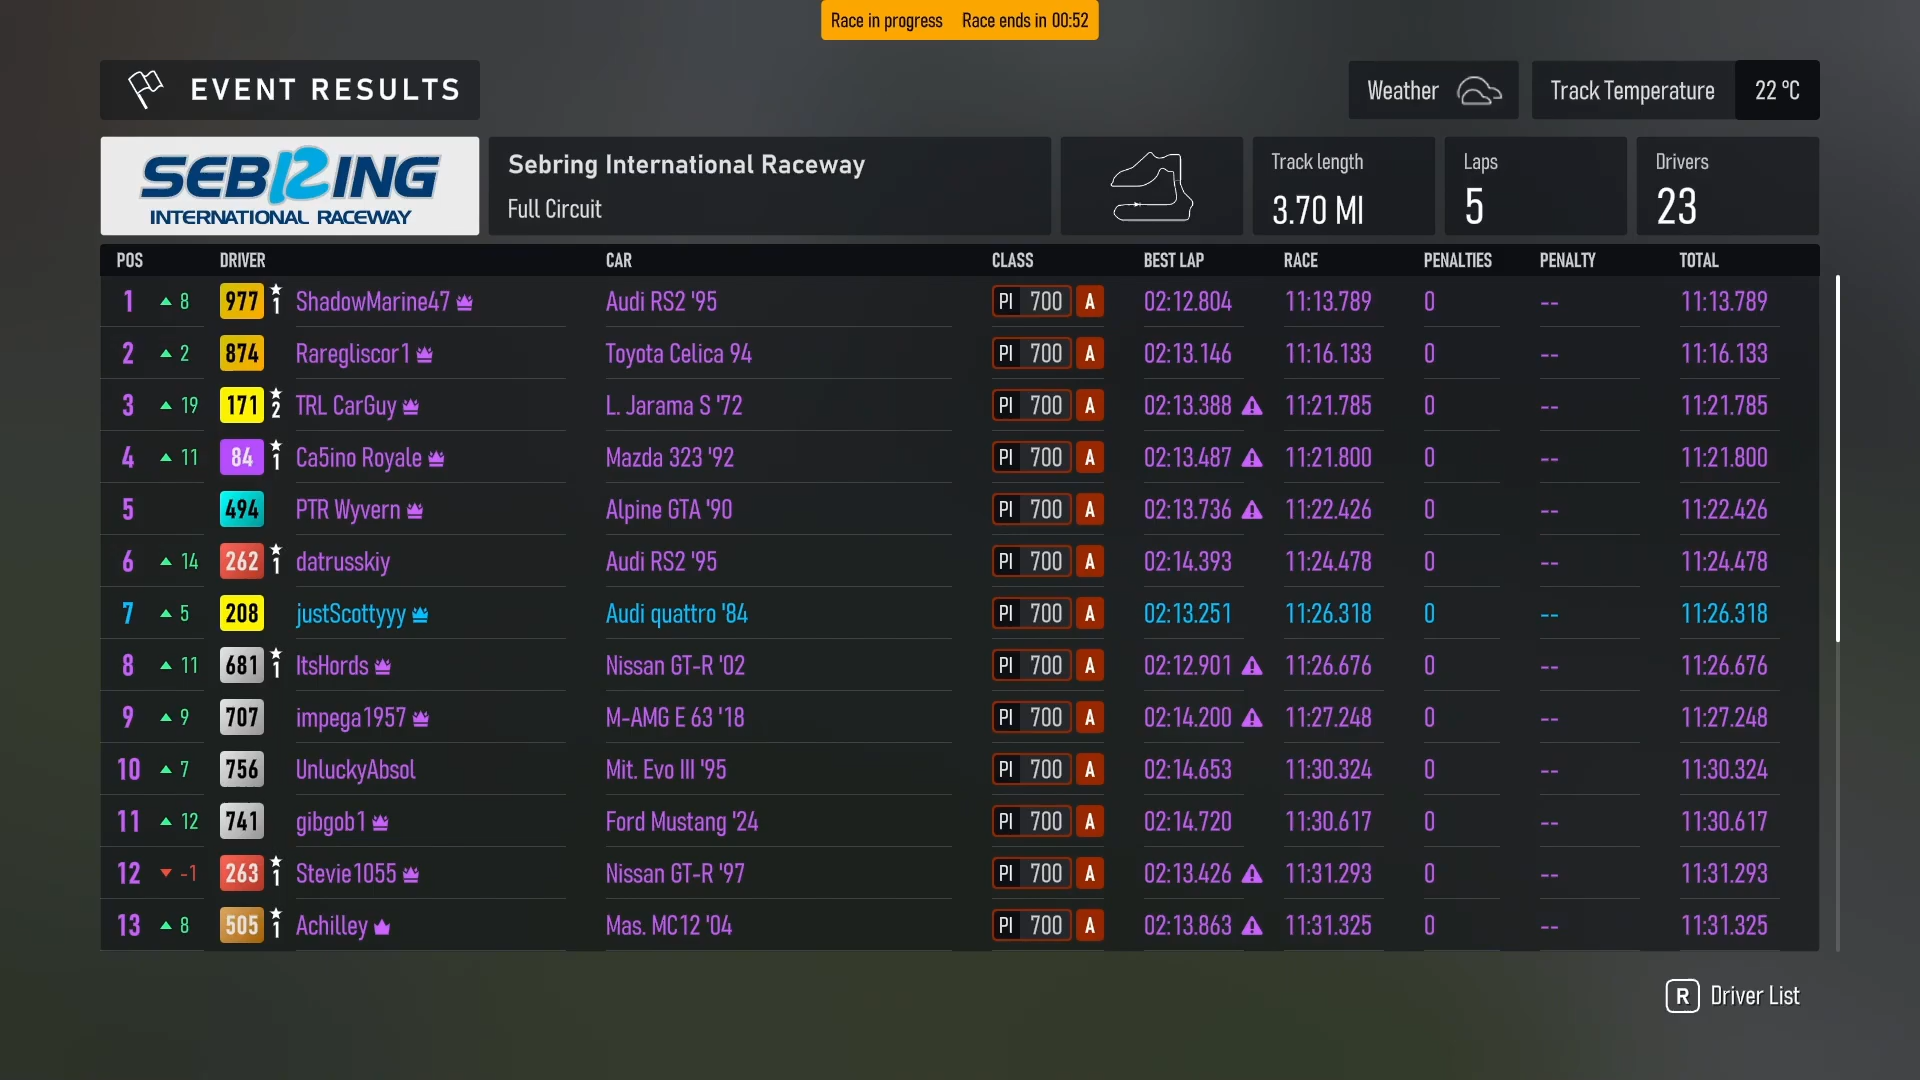 Race in progress Race ends in 00:52
EVENT RESULTS
Weather
Track Temperature 22 ºC
SEB12ING
INTERNATIONAL RACEWAY
Sebring International Raceway
Full Circuit
Track length
3.70 MI
Laps
5
Drivers
23
POS DRIVER CAR CLASS BEST LAP RACE PENALTIES PENALTY TOTAL
1 8 977 1 ShadowMarine47 Audi RS2 '95 PI 700 A 02:12.804 11:13.789 0 -- 11:13.789
2 2 874 Raregliscor1 Toyota Celica 94 PI 700 A 02:13.146 11:16.133 0 -- 11:16.133
3 19 171 2 TRL CarGuy L. Jarama S '72 PI 700 A 02:13.388 11:21.785 0 -- 11:21.785
4 11 84 1 Ca5ino Royale Mazda 323 '92 PI 700 A 02:13.487 11:21.800 0 -- 11:21.800
5 494 PTR Wyvern Alpine GTA '90 PI 700 A 02:13.736 11:22.426 0 -- 11:22.426
6 14 262 1 datrusskiy Audi RS2 '95 PI 700 A 02:14.393 11:24.478 0 -- 11:24.478
7 5 208 justScottyyy Audi quattro '84 PI 700 A 02:13.251 11:26.318 0 -- 11:26.318
8 11 681 1 ItsHords Nissan GT-R '02 PI 700 A 02:12.901 11:26.676 0 -- 11:26.676
9 9 707 impega1957 M-AMG E 63 '18 PI 700 A 02:14.200 11:27.248 0 -- 11:27.248
10 7 756 UnluckyAbsol Mit. Evo III '95 PI 700 A 02:14.653 11:30.324 0 -- 11:30.324
11 12 741 gibgob1 Ford Mustang '24 PI 700 A 02:14.720 11:30.617 0 -- 11:30.617
12 -1 263 1 Stevie1055 Nissan GT-R '97 PI 700 A 02:13.426 11:31.293 0 -- 11:31.293
13 8 505 1 Achilley Mas. MC12 '04 PI 700 A 02:13.863 11:31.325 0 -- 11:31.325
R Driver List